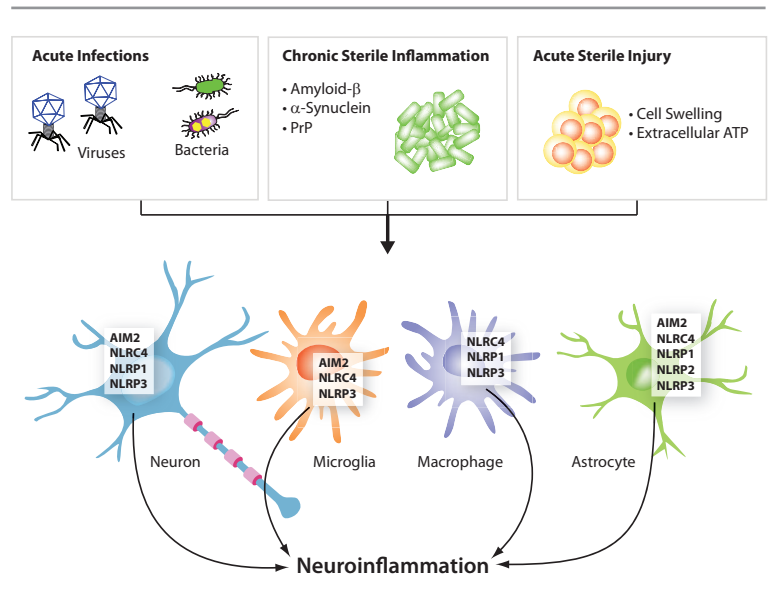 Acute Infections
Viruses
Bacteria
Chronic Sterile Inflammation
• Amyloid-β
• α-Synuclein
• PrP
Acute Sterile Injury
• Cell Swelling
• Extracellular ATP
AIM2
NLRC4
NLRP1
NLRP3
Neuron
AIM2
NLRC4
NLRP3
Microglia
NLRC4
NLRP1
NLRP3
Macrophage
AIM2
NLRC4
NLRP1
NLRP2
NLRP3
Astrocyte
Neuroinflammation